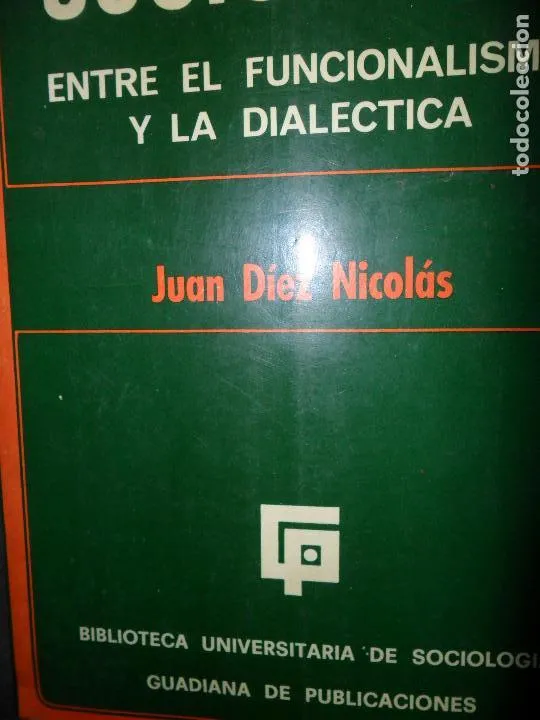 ENTRE EL FUNCIONALISM
Y LA DIALECTICA
Juan Díez Nicolás
BIBLIOTECA UNIVERSITARIA DE SOCIOLOGI
GUADIANA DE PUBLICACIONES
todocoleccion